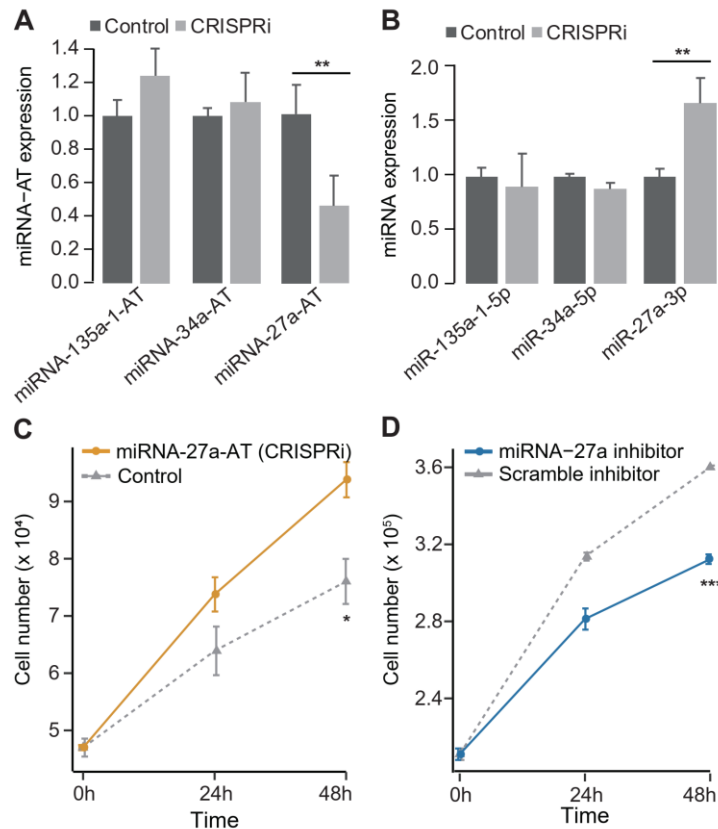 A
Control CRISPRi
miRNA−AT expression
1.4
1.2
1.0
0.8
0.6
0.4
0.2
0.0
**
miRNA-135a-1-AT
miRNA-34a-AT
miRNA-27a-AT
B
Control CRISPRi
miRNA expression
2.0
1.5
1.0
0.5
0.0
**
miR-135a-1-5p
miR-34a-5p
miR-27a-3p
C
miRNA-27a-AT (CRISPRi)
Control
Cell number (x 10⁴)
9
8
7
6
5
*
0h 24h 48h
Time
D
miRNA−27a inhibitor
Scramble inhibitor
Cell number (x 10⁵)
3.6
3.2
2.8
2.4
***
0h 24h 48h
Time